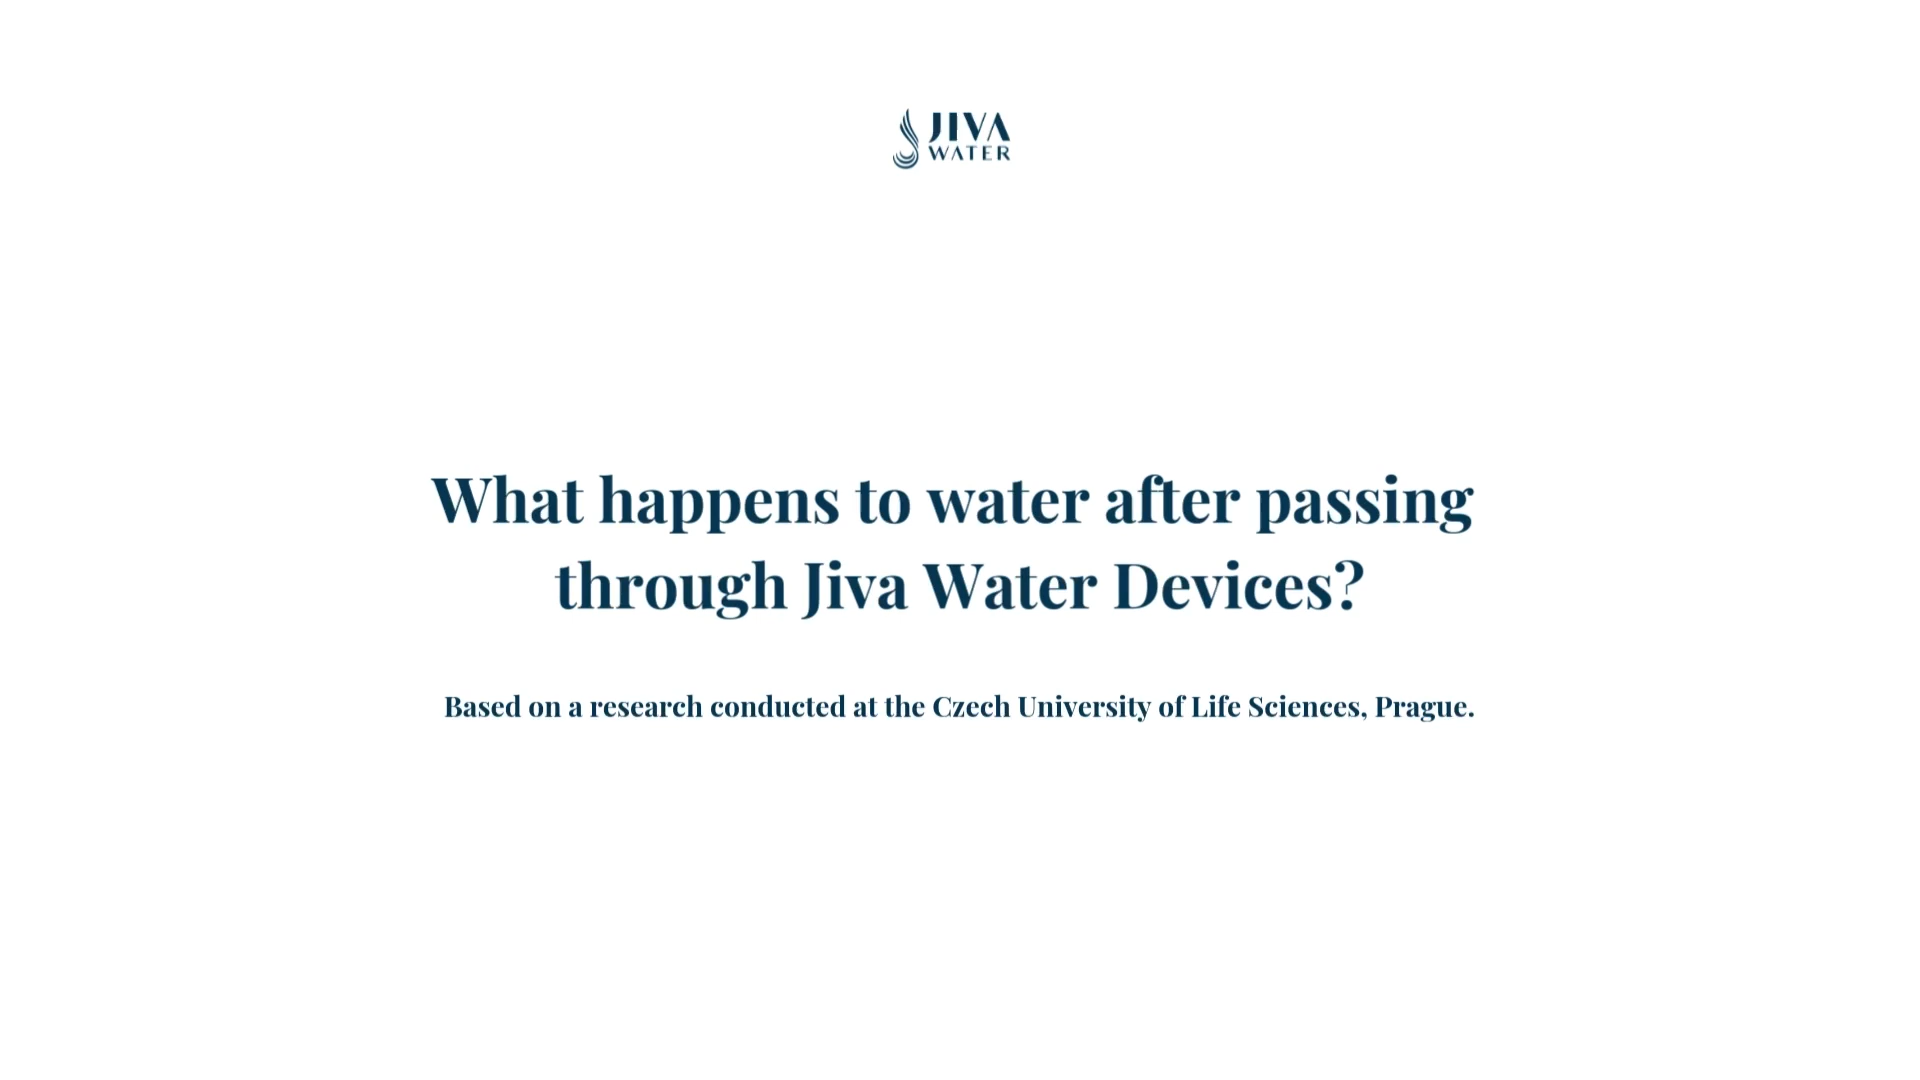 JIVA
WATER
What happens to water after passing
through Jiva Water Devices?
Based on a research conducted at the Czech University of Life Sciences, Prague.